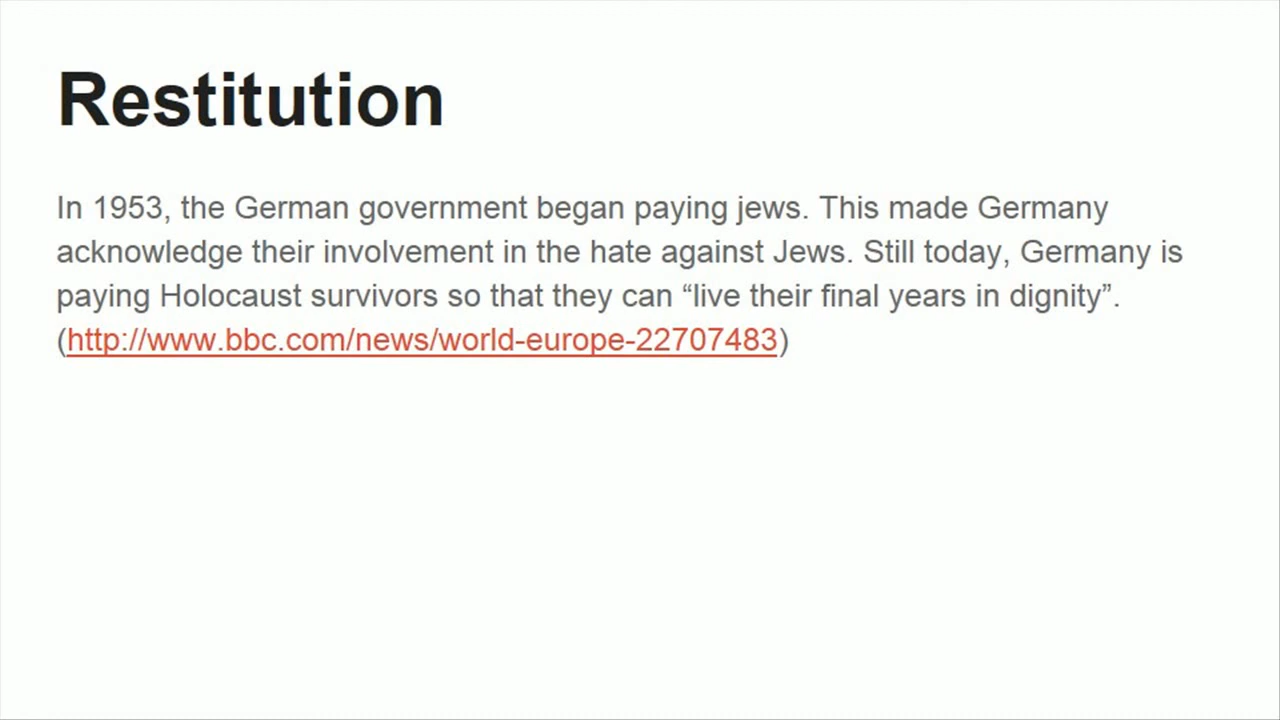 Restitution
In 1953, the German government began paying jews. This made Germany
acknowledge their involvement in the hate against Jews. Still today, Germany is
paying Holocaust survivors so that they can “live their final years in dignity”.
(http://www.bbc.com/news/world-europe-22707483)